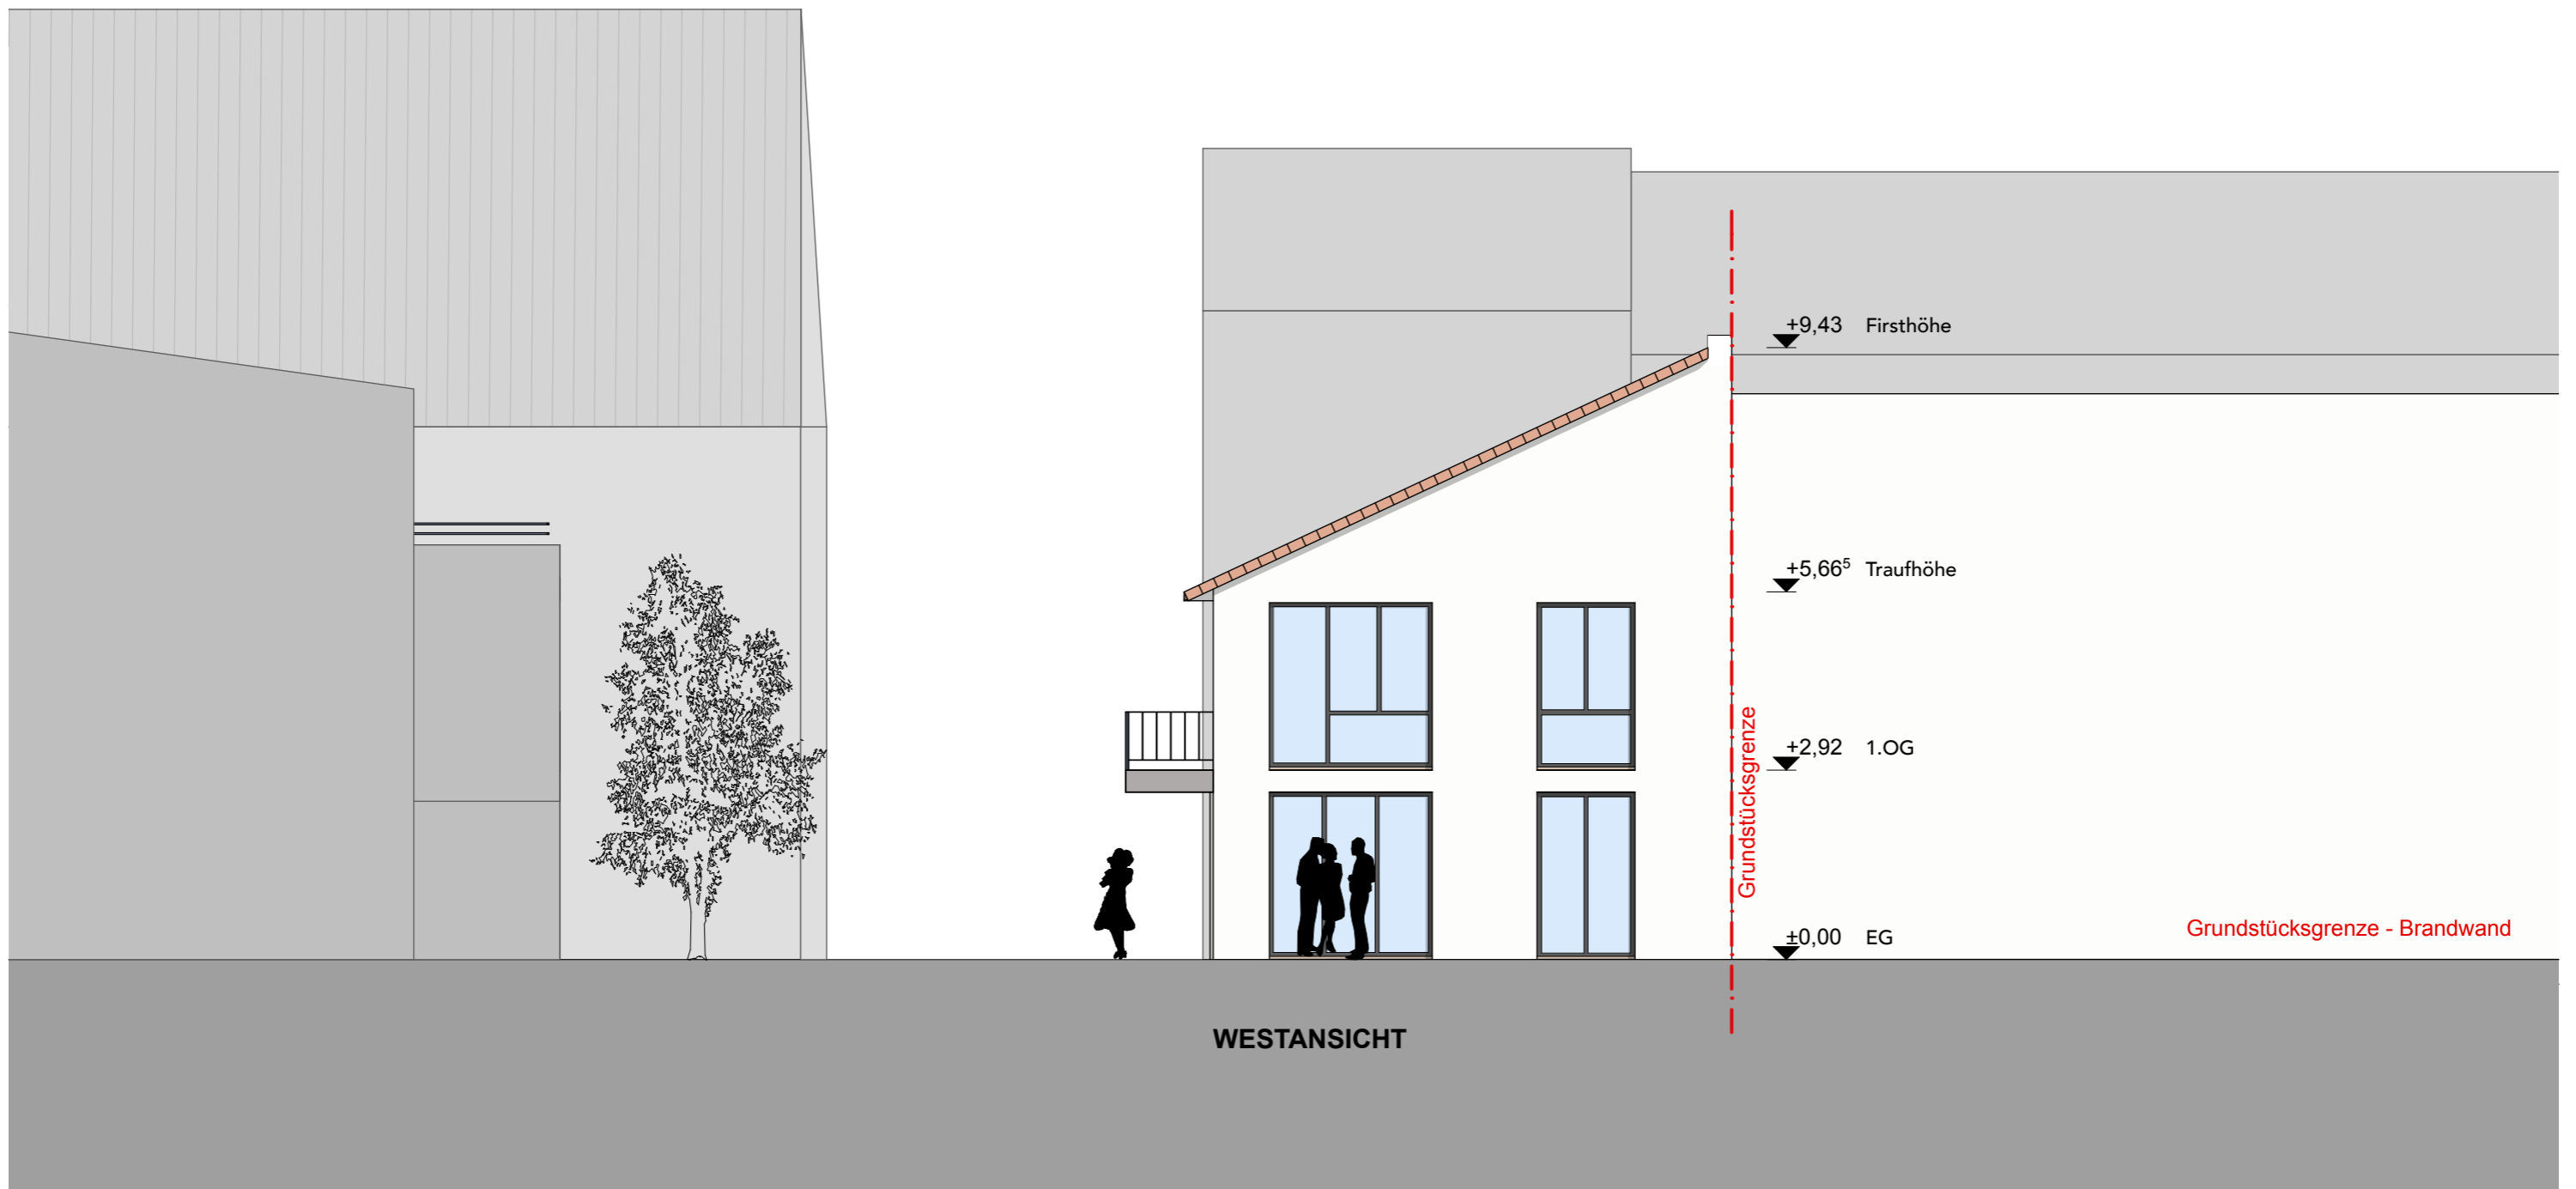 +9,43 Firsthöhe
+5,66⁵ Traufhöhe
Grundstücksgrenze
+2,92 1.OG
Grundstücksgrenze - Brandwand
±0,00 EG
WESTANSICHT